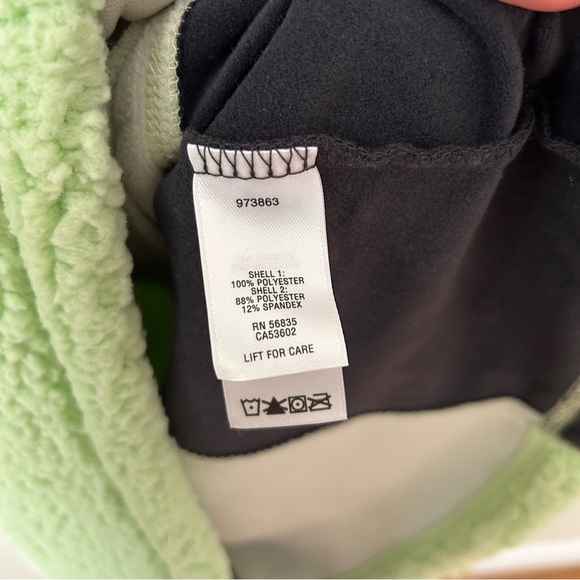 973863
SHELL 1:
100% POLYESTER
SHELL 2:
88% POLYESTER
12% SPANDEX
RN 56835
CA53602
LIFT FOR CARE